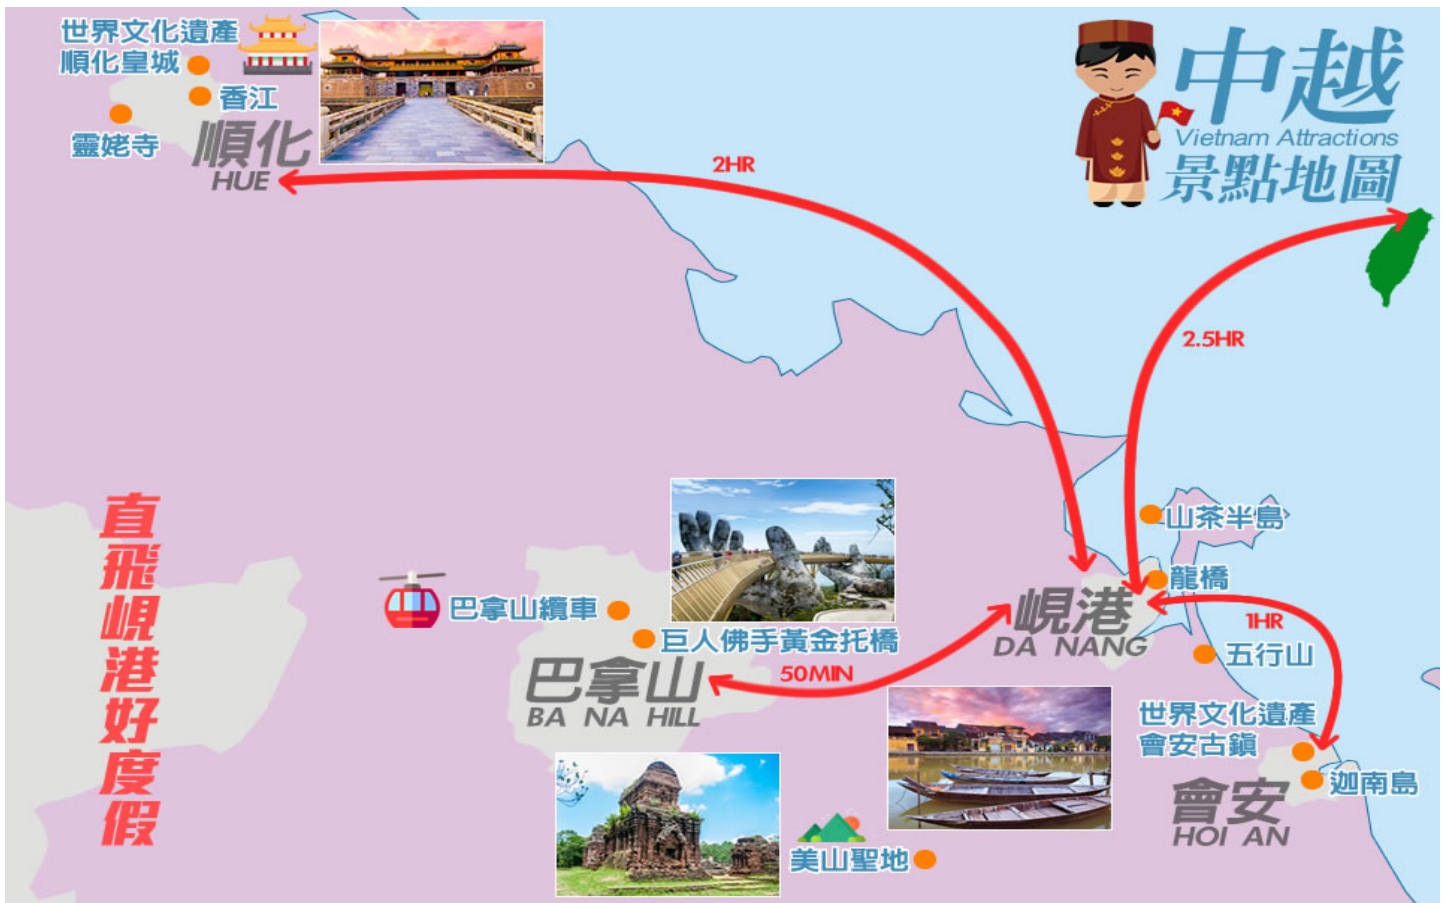 世界文化遺產
順化皇城
香江
靈姥寺
順化
HUE
中越
Vietnam Attractions
景點地圖
2HR
2.5HR
直飛峴港好度假
山茶半島
龍橋
峴港
DA NANG
1HR
五行山
巴拿山纜車
巨人佛手黃金托橋
巴拿山
BA NA HILL
50MIN
世界文化遺產
會安古鎮
迦南島
會安
HOI AN
美山聖地